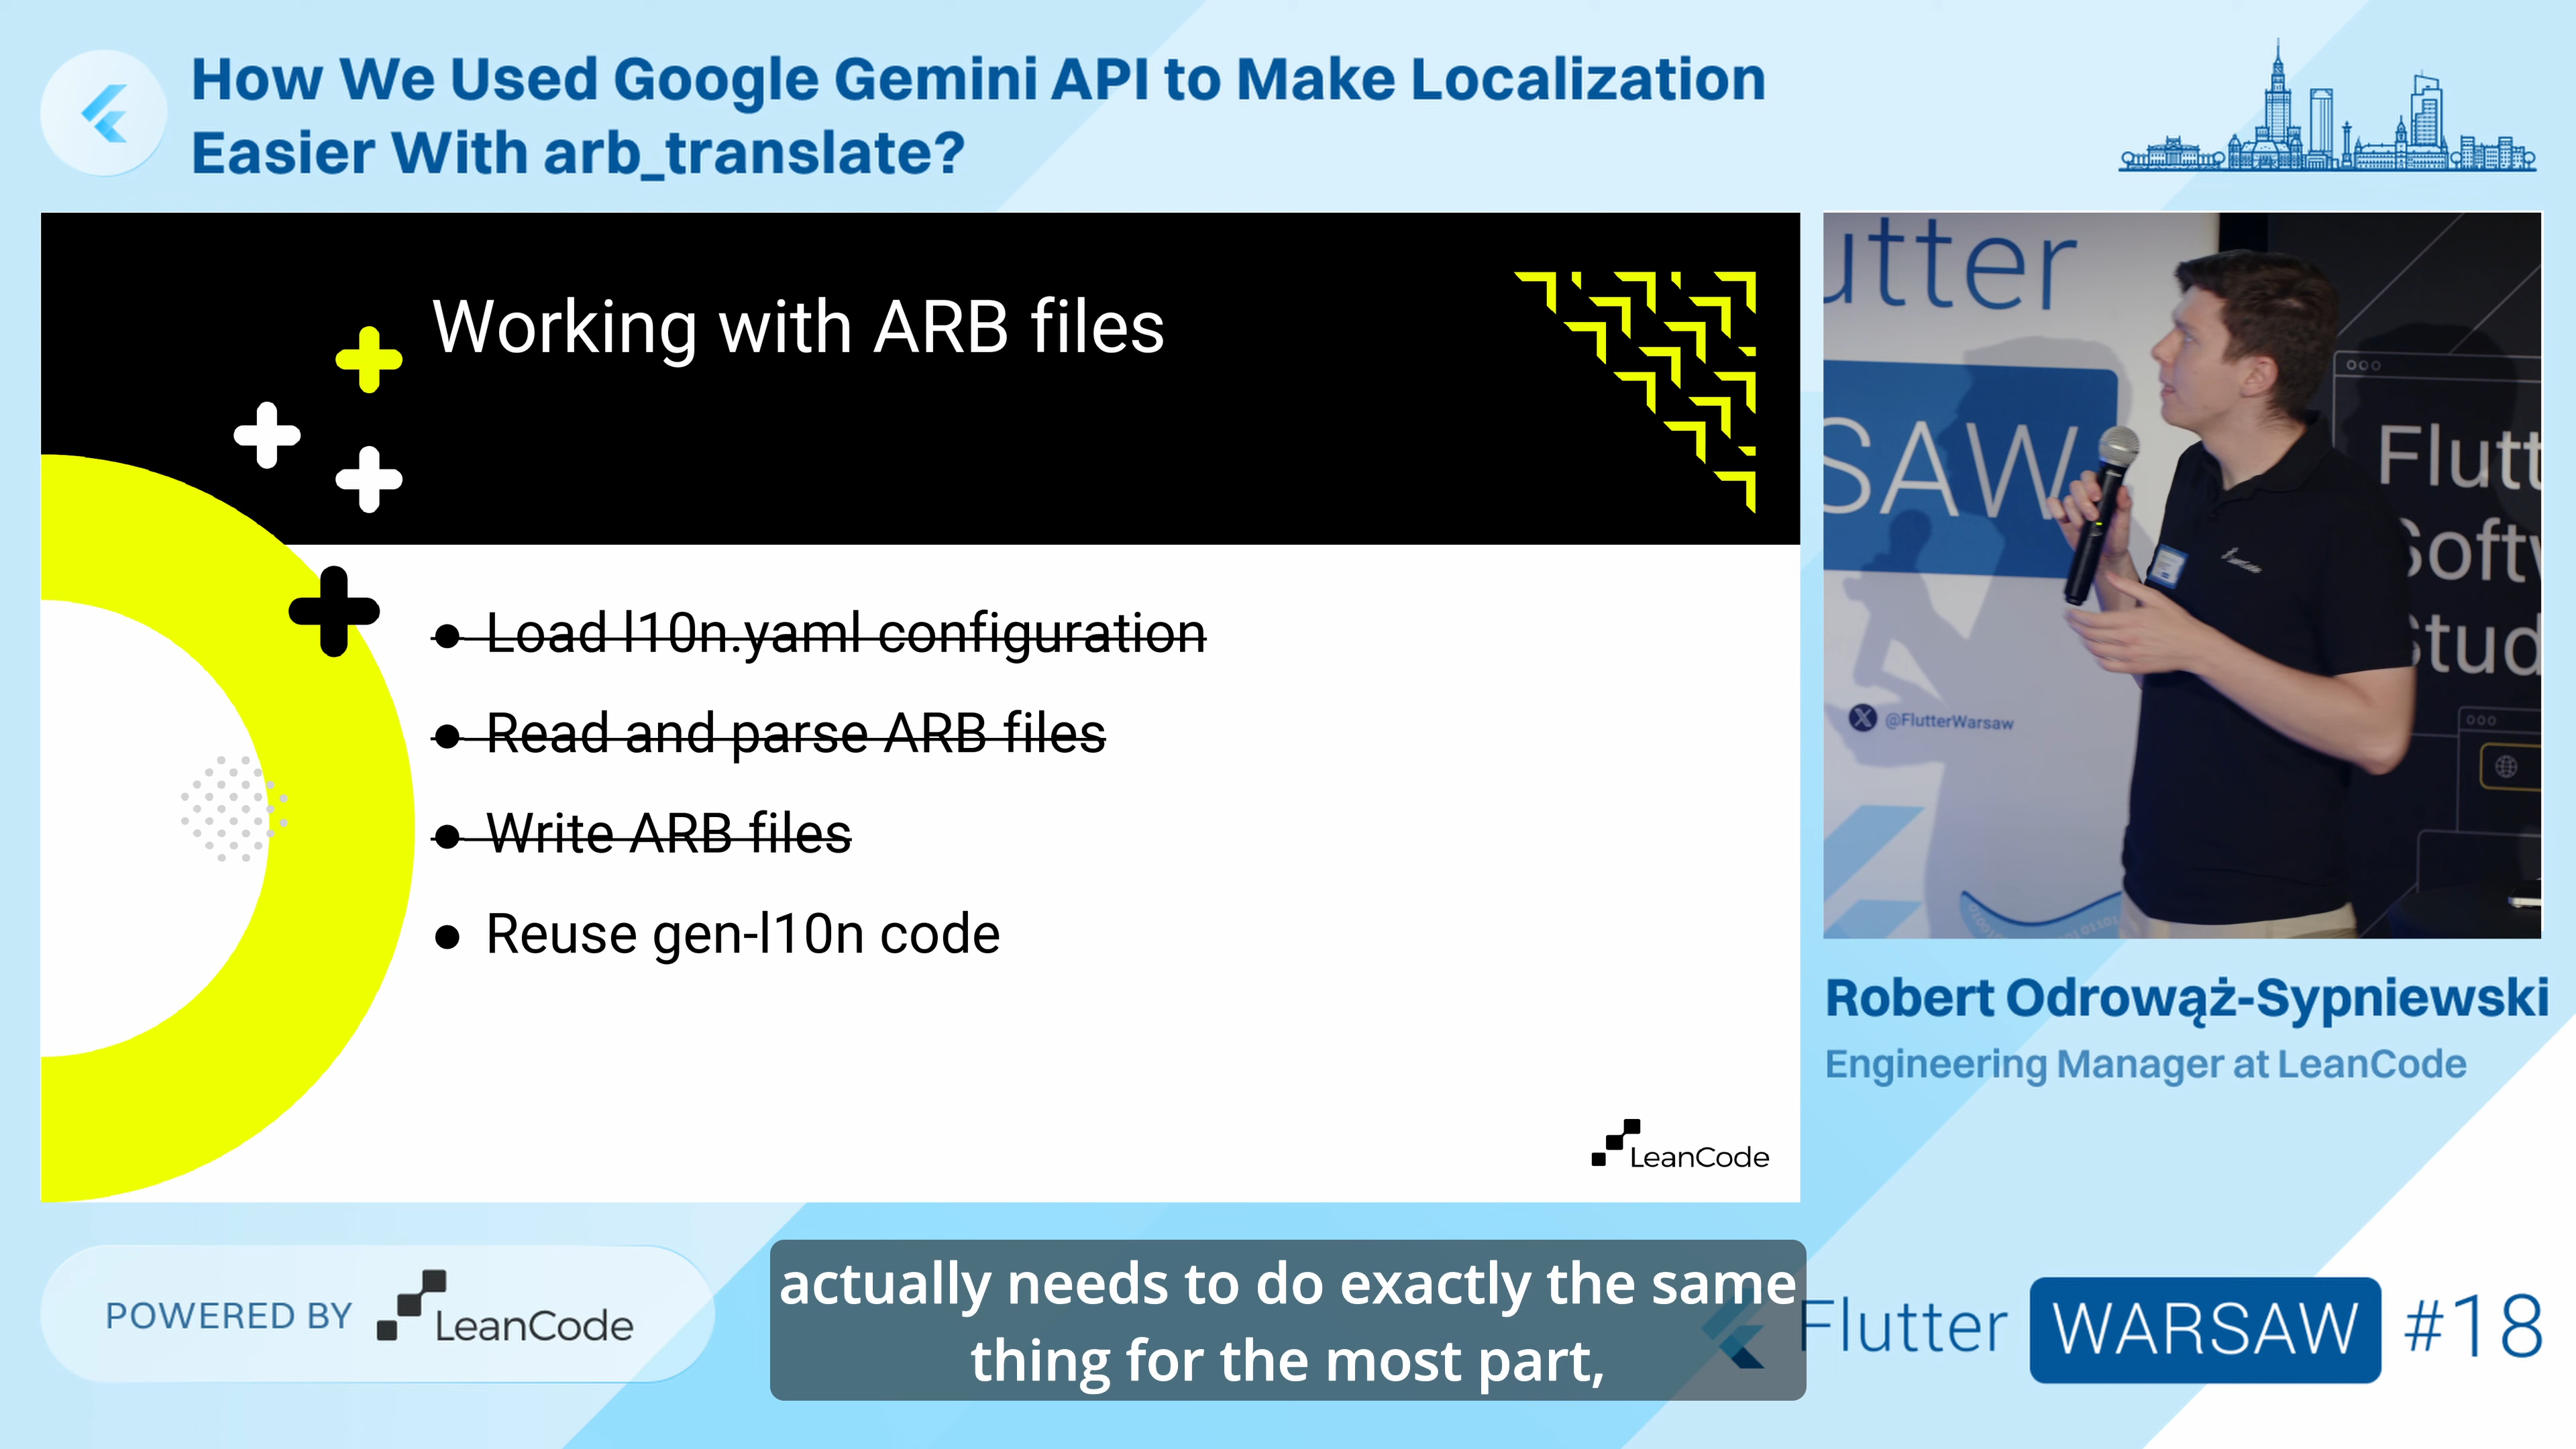 How We Used Google Gemini API to Make Localization
Easier With arb_translate?
Working with ARB files
● Load l10n.yaml configuration
● Read and parse ARB files
● Write ARB files
● Reuse gen-l10n code
LeanCode
utter
SAW
@FlutterWarsaw
Flutt
Softw
Stud
Robert Odrowąż-Sypniewski
Engineering Manager at LeanCode
POWERED BY LeanCode
actually needs to do exactly the same
thing for the most part,
Flutter WARSAW #18